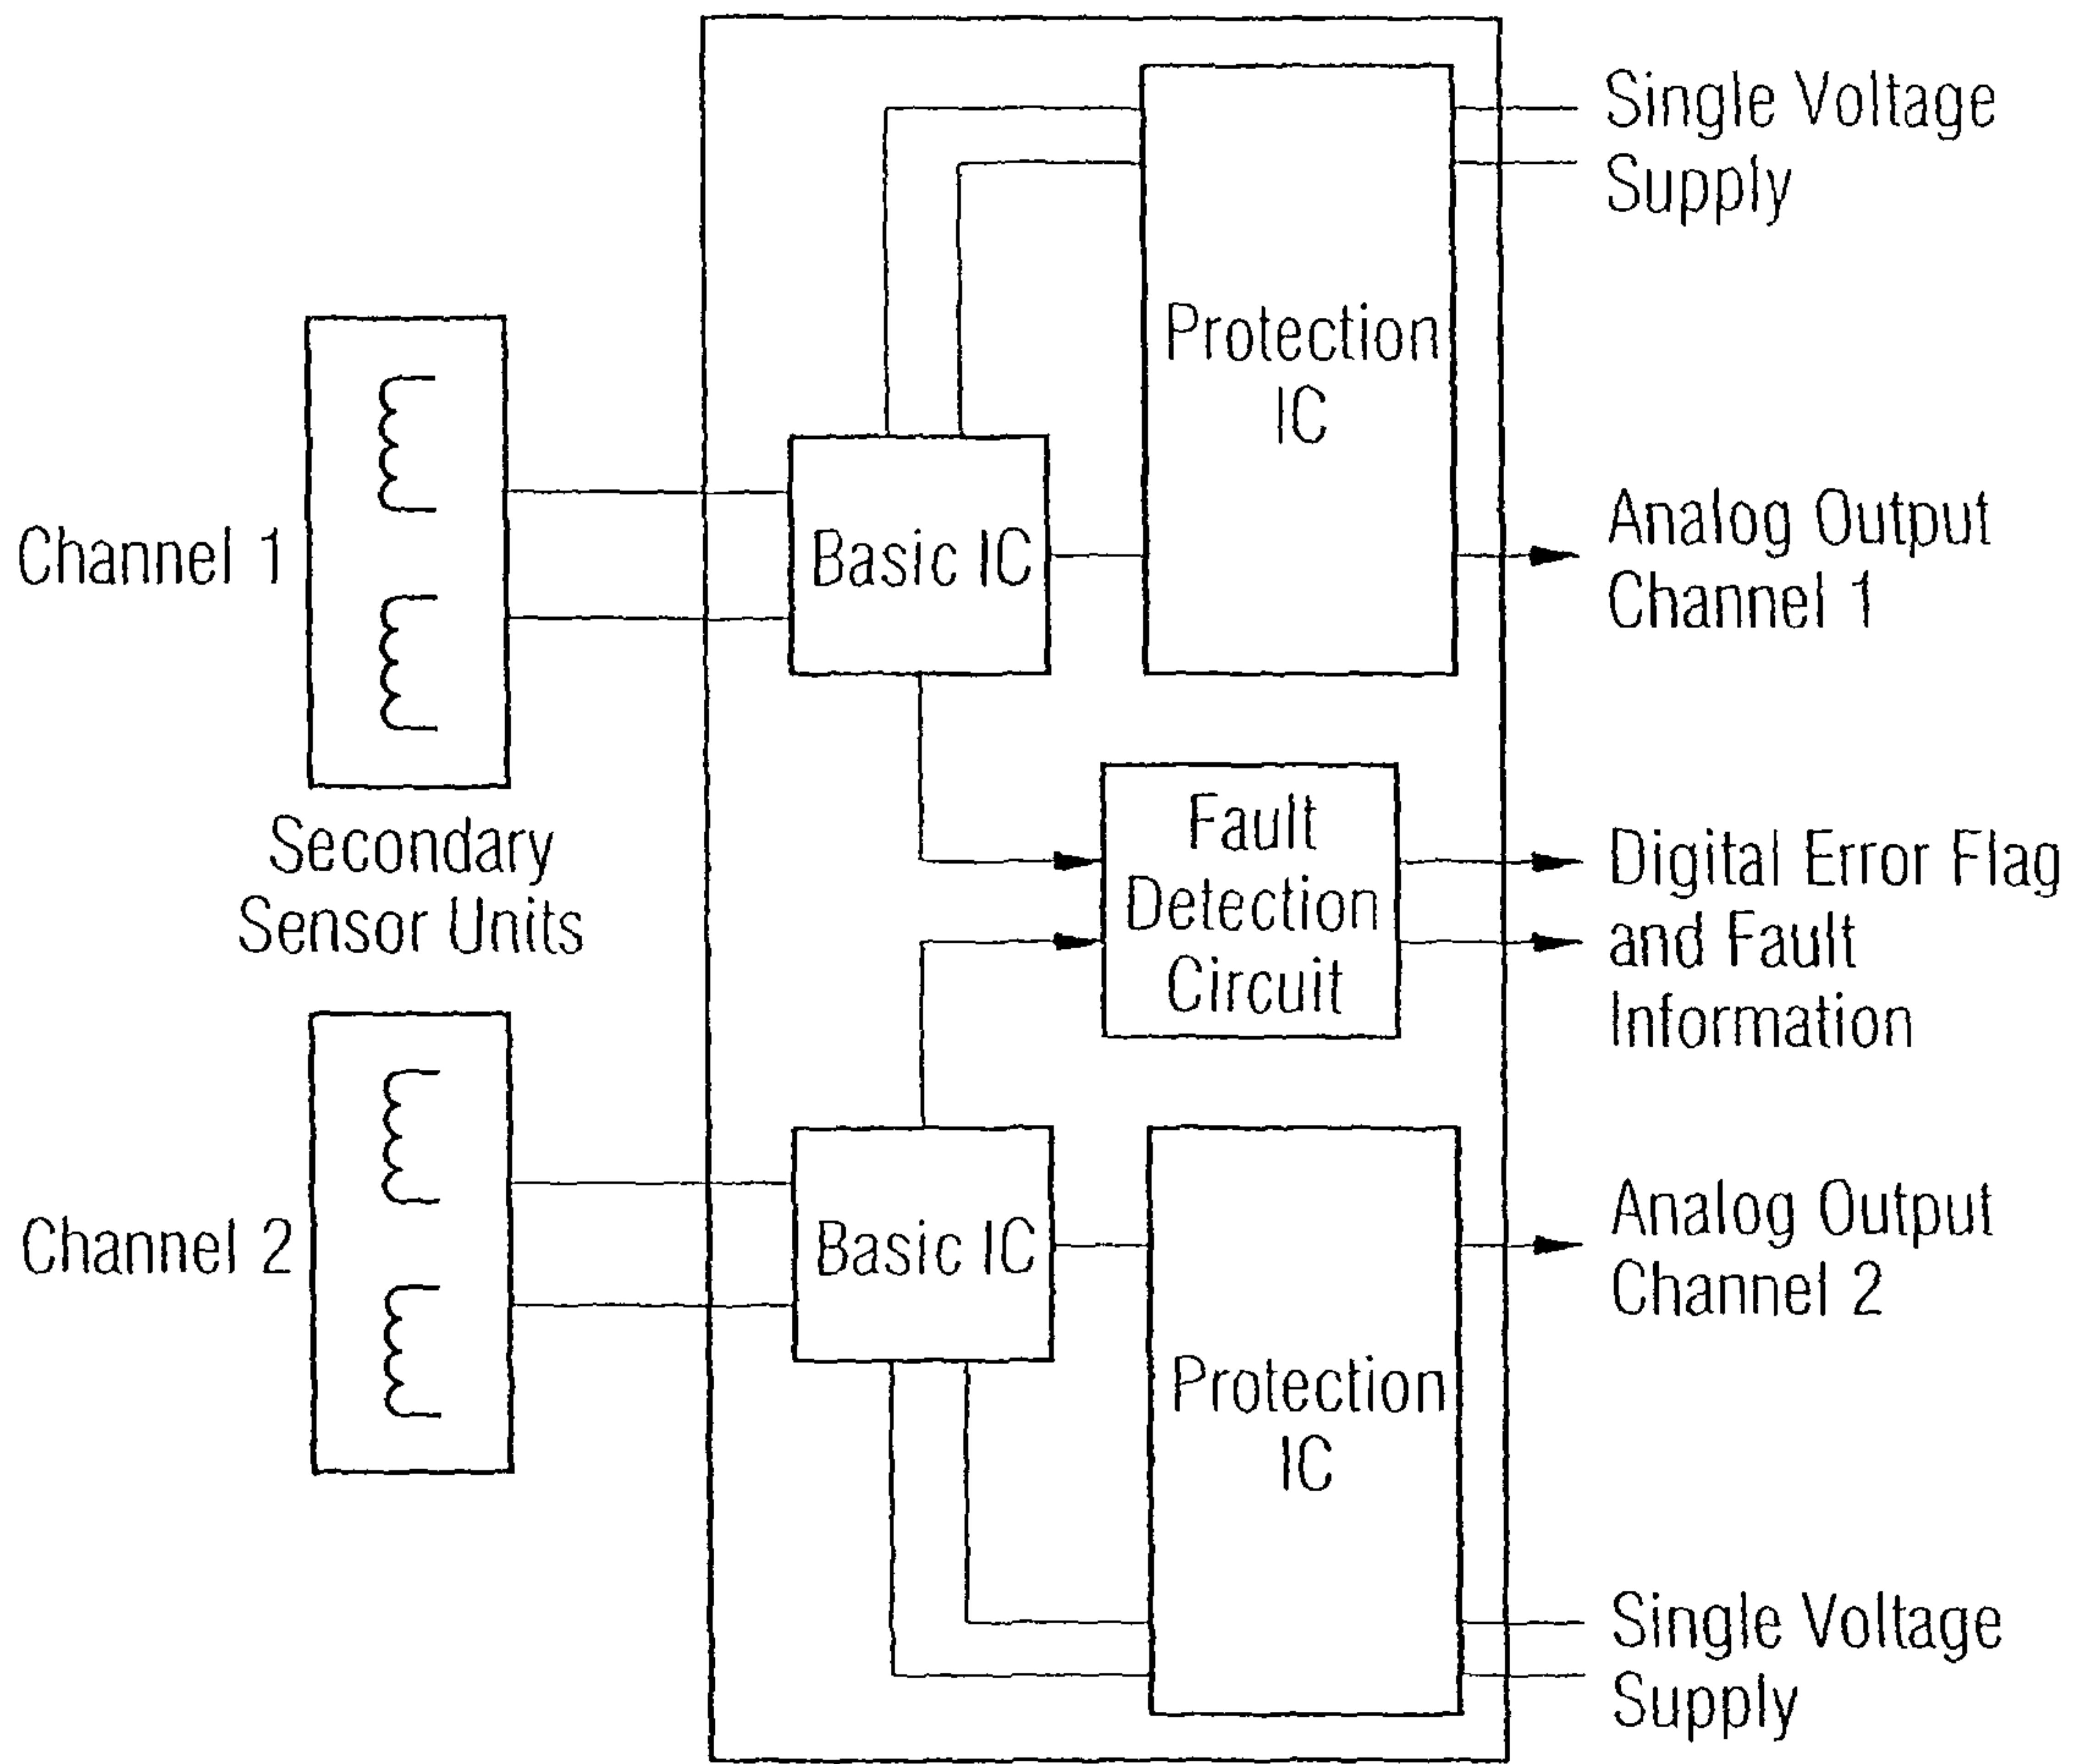 Single Voltage
Supply
Protection
IC
Channel 1
Basic IC
Analog Output
Channel 1
Secondary
Sensor Units
Fault
Detection
Circuit
Digital Error Flag
and Fault
Information
Channel 2
Basic IC
Analog Output
Channel 2
Protection
IC
Single Voltage
Supply